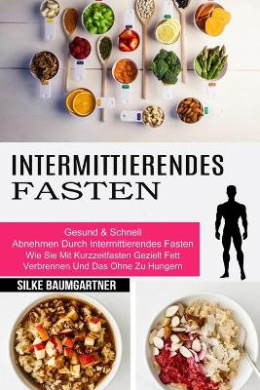 INTERMITTIERENDES
FASTEN
Gesund & Schnell
Abnehmen Durch Intermittierendes Fasten
Wie Sie Mit Kurzzeitfasten Gezielt Fett
Verbrennen Und Das Ohne Zu Hungern
SILKE BAUMGARTNER